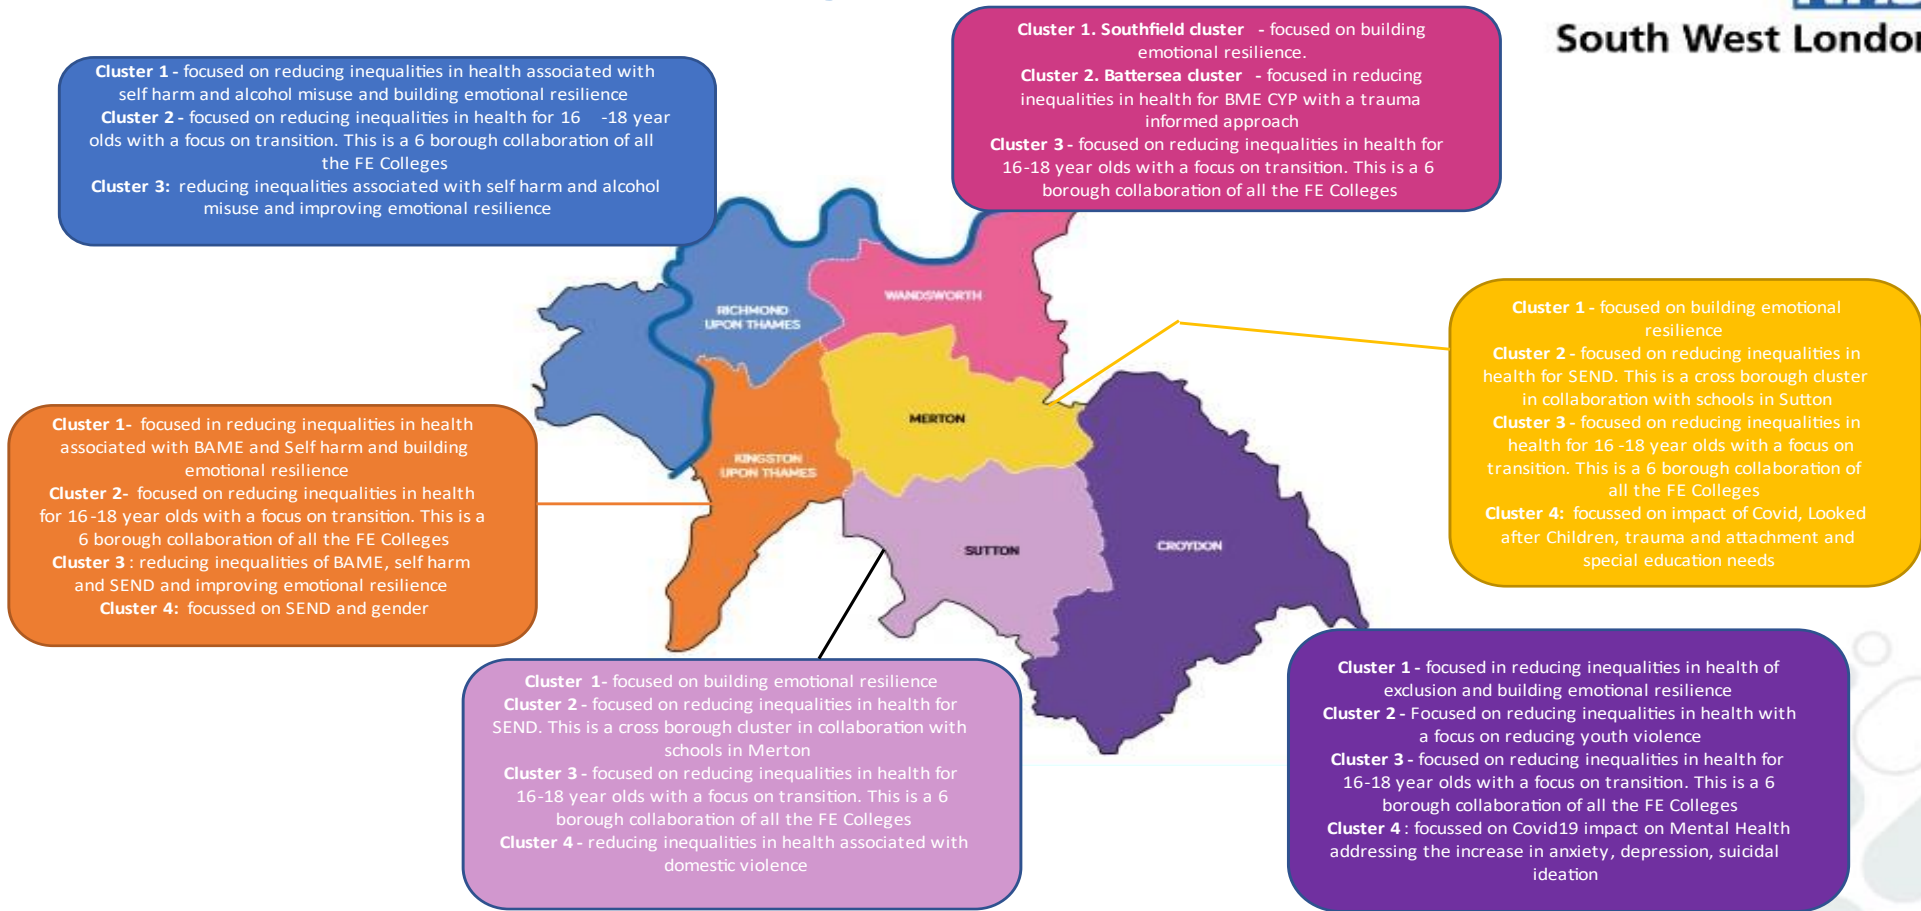 NHS
South West London
Cluster 1. Southfield cluster - focused on building
emotional resilience.
Cluster 2. Battersea cluster - focused in reducing
inequalities in health for BME CYP with a trauma
informed approach
Cluster 3 - focused on reducing inequalities in health for
16-18 year olds with a focus on transition. This is a 6
borough collaboration of all the FE Colleges
Cluster 1 - focused on reducing inequalities in health associated with
self harm and alcohol misuse and building emotional resilience
Cluster 2 - focused on reducing inequalities in health for 16 -18 year
olds with a focus on transition. This is a 6 borough collaboration of all
the FE Colleges
Cluster 3: reducing inequalities associated with self harm and alcohol
misuse and improving emotional resilience
RICHMOND
UPON THAMES
WANDSWORTH
MERTON
KINGSTON
UPON THAMES
SUTTON
CROYDON
Cluster 1 - focused on building emotional
resilience
Cluster 2 - focused on reducing inequalities in
health for SEND. This is a cross borough cluster
in collaboration with schools in Sutton
Cluster 3 - focused on reducing inequalities in
health for 16 -18 year olds with a focus on
transition. This is a 6 borough collaboration of
all the FE Colleges
Cluster 4: focussed on impact of Covid, Looked
after Children, trauma and attachment and
special education needs
Cluster 1- focused in reducing inequalities in health
associated with BAME and Self harm and building
emotional resilience
Cluster 2- focused on reducing inequalities in health
for 16-18 year olds with a focus on transition. This is a
6 borough collaboration of all the FE Colleges
Cluster 3 : reducing inequalities of BAME, self harm
and SEND and improving emotional resilience
Cluster 4: focussed on SEND and gender
Cluster 1- focused on building emotional resilience
Cluster 2 - focused on reducing inequalities in health for
SEND. This is a cross borough cluster in collaboration with
schools in Merton
Cluster 3 - focused on reducing inequalities in health for
16-18 year olds with a focus on transition. This is a 6
borough collaboration of all the FE Colleges
Cluster 4 - reducing inequalities in health associated with
domestic violence
Cluster 1 - focused in reducing inequalities in health of
exclusion and building emotional resilience
Cluster 2 - Focused on reducing inequalities in health with
a focus on reducing youth violence
Cluster 3 - focused on reducing inequalities in health for
16-18 year olds with a focus on transition. This is a 6
borough collaboration of all the FE Colleges
Cluster 4 : focussed on Covid19 impact on Mental Health
addressing the increase in anxiety, depression, suicidal
ideation